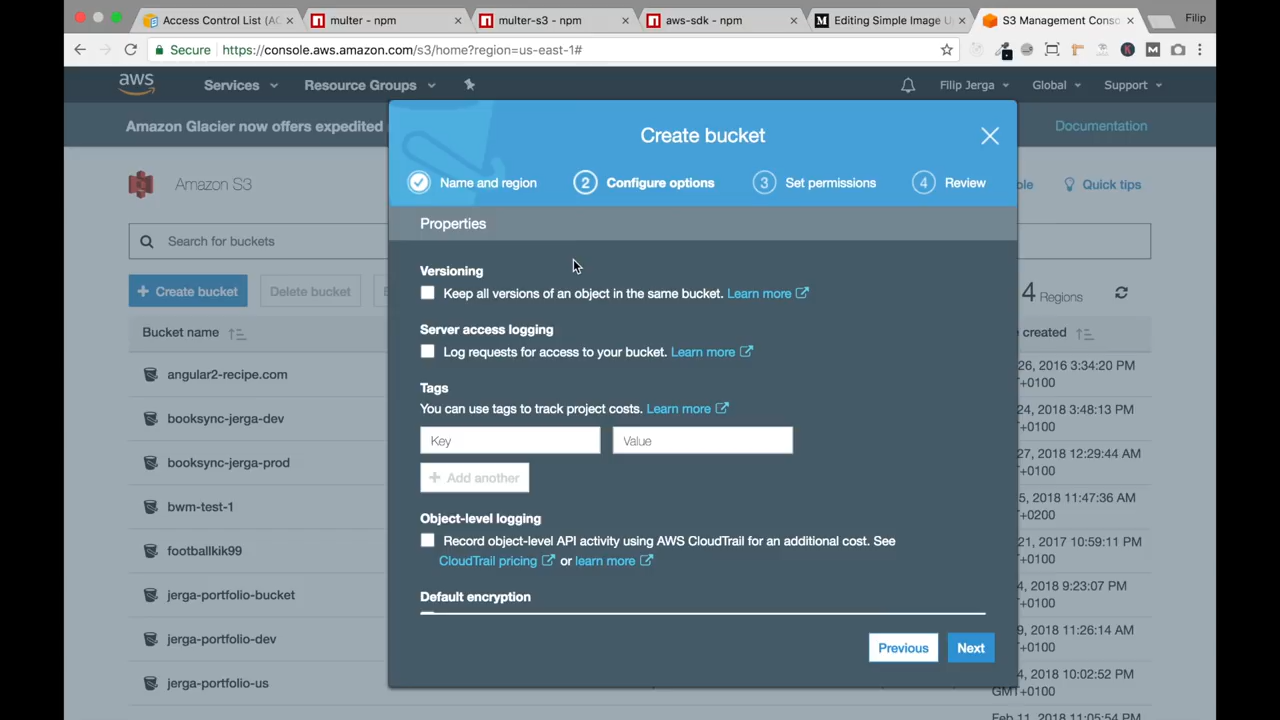 Access Control List (AC
multer - npm
multer-s3 - npm
aws-sdk - npm
Editing Simple Image U
S3 Management Conso
Filip
Secure
https://console.aws.amazon.com/s3/home?region=us-east-1#
aws
Services
Resource Groups
Filip Jerga
Global
Support
Amazon Glacier now offers expedited
Documentation
Create bucket
Amazon S3
Name and region
2 Configure options
3 Set permissions
4 Review
Quick tips
Properties
Search for buckets
Versioning
Keep all versions of an object in the same bucket. Learn more
+ Create bucket
Delete bucket
4 Regions
Server access logging
Log requests for access to your bucket. Learn more
Bucket name
created
Tags
You can use tags to track project costs. Learn more
Key
Value
+ Add another
Object-level logging
Record object-level API activity using AWS CloudTrail for an additional cost. See
CloudTrail pricing or learn more
Default encryption
Previous
Next
angular2-recipe.com
26, 2016 3:34:20 PM
T+0100
booksync-jerga-dev
24, 2018 3:48:13 PM
T+0100
booksync-jerga-prod
27, 2018 12:29:44 AM
T+0100
bwm-test-1
5, 2018 11:47:36 AM
T+0200
footballkik99
21, 2017 10:59:11 PM
T+0100
jerga-portfolio-bucket
4, 2018 9:23:07 PM
T+0100
jerga-portfolio-dev
9, 2018 11:26:14 AM
T+0100
jerga-portfolio-us
4, 2018 10:02:52 PM
GMT+0100
Feb 11, 2018 11:05:54 PM